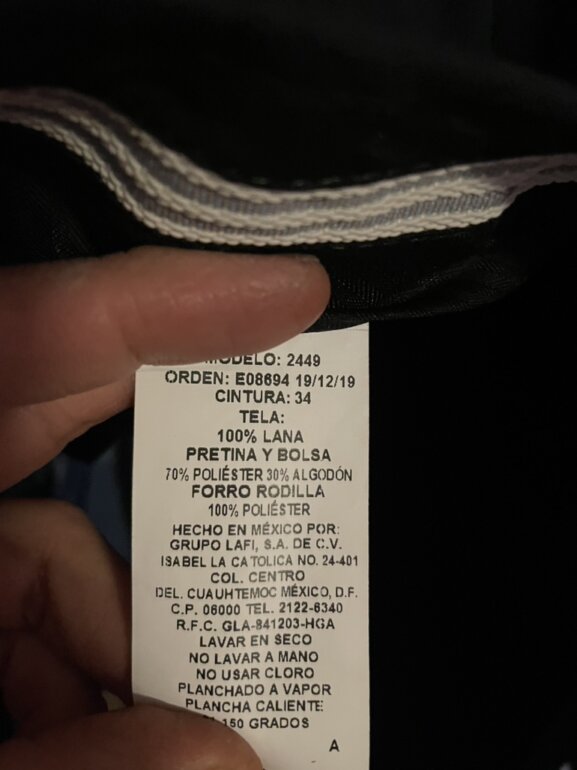 MODELO: 2449
ORDEN: E08694 19/12/19
CINTURA: 34
TELA:
100% LANA
PRETINA Y BOLSA
70% POLIÉSTER 30% ALGODÓN
FORRO RODILLA
100% POLIÉSTER
HECHO EN MÉXICO POR:
GRUPO LAFI, S.A. DE C.V.
ISABEL LA CATOLICA NO. 24-401
COL. CENTRO
DEL. CUAUHTEMOC MÉXICO, D.F.
C.P. 06000 TEL. 2122-6340
R.F.C. GLA-841203-HGA
LAVAR EN SECO
NO LAVAR A MANO
NO USAR CLORO
PLANCHADO A VAPOR
PLANCHA CALIENTE
150 GRADOS
A